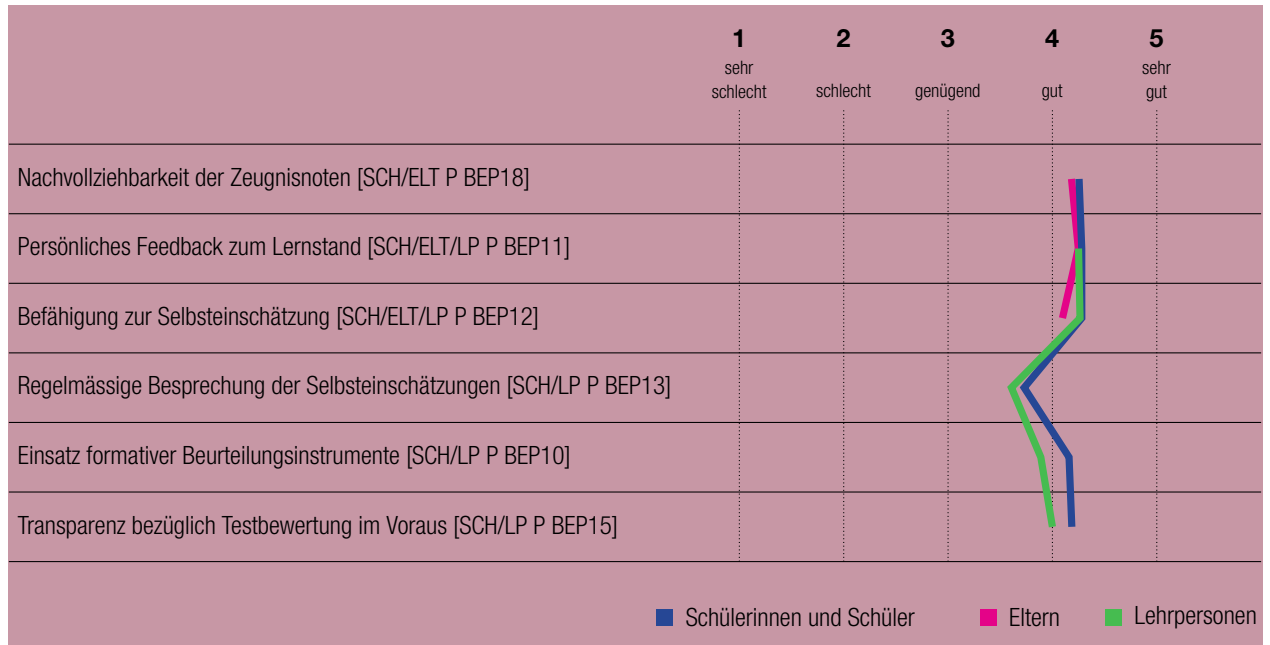 1 2 3 4 5
sehr sehr
schlecht schlecht genügend gut gut
Nachvollziehbarkeit der Zeugnisnoten [SCH/ELT P BEP18]
Persönliches Feedback zum Lernstand [SCH/ELT/LP P BEP11]
Befähigung zur Selbsteinschätzung [SCH/ELT/LP P BEP12]
Regelmässige Besprechung der Selbsteinschätzungen [SCH/LP P BEP13]
Einsatz formativer Beurteilungsinstrumente [SCH/LP P BEP10]
Transparenz bezüglich Testbewertung im Voraus [SCH/LP P BEP15]
Schülerinnen und Schüler Eltern Lehrpersonen